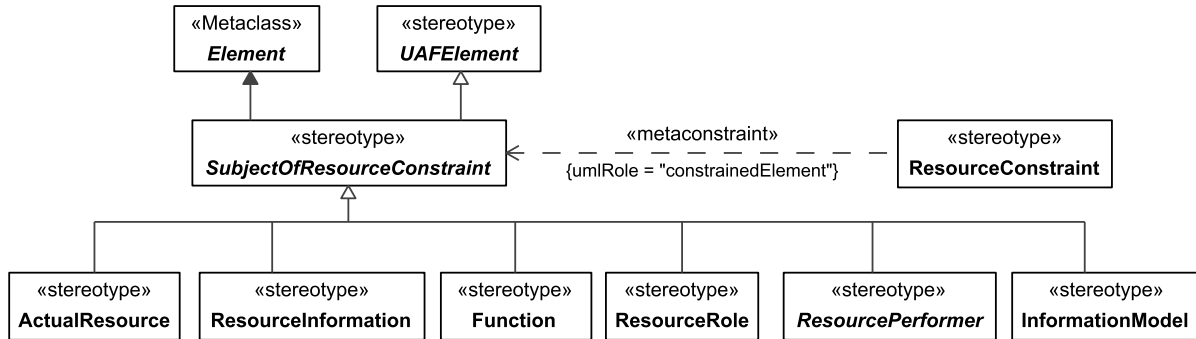 «Metaclass»
Element
«stereotype»
UAFElement
«stereotype»
SubjectOfResourceConstraint
«metaconstraint»
{umlRole = "constrainedElement"}
«stereotype»
ResourceConstraint
«stereotype»
ActualResource
«stereotype»
ResourceInformation
«stereotype»
Function
«stereotype»
ResourceRole
«stereotype»
ResourcePerformer
«stereotype»
InformationModel